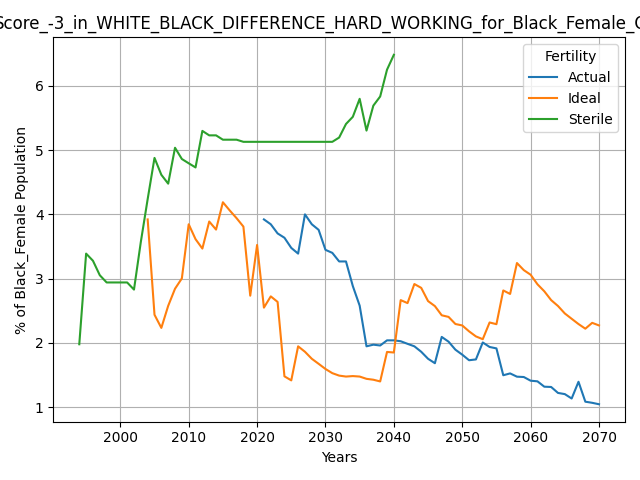 Score_-3_in_WHITE_BLACK_DIFFERENCE_HARD_WORKING_for_Black_Female_
Fertility
Actual
Ideal
Sterile
% of Black_Female Population
6
5
4
3
2
1
2000 2010 2020 2030 2040 2050 2060 2070
Years